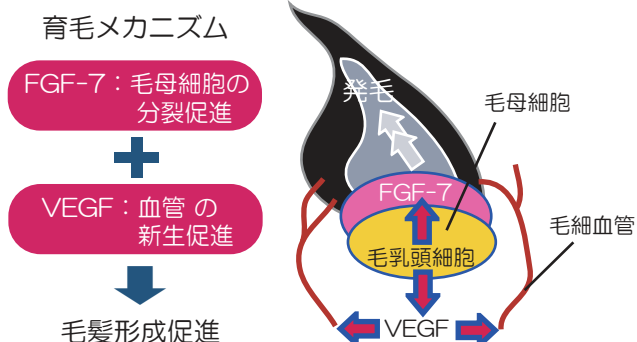 育毛メカニズム
FGF-7：毛母細胞の
分裂促進
VEGF：血管 の
新生促進
毛髪形成促進
発毛
毛母細胞
FGF-7
毛乳頭細胞
毛細血管
VEGF